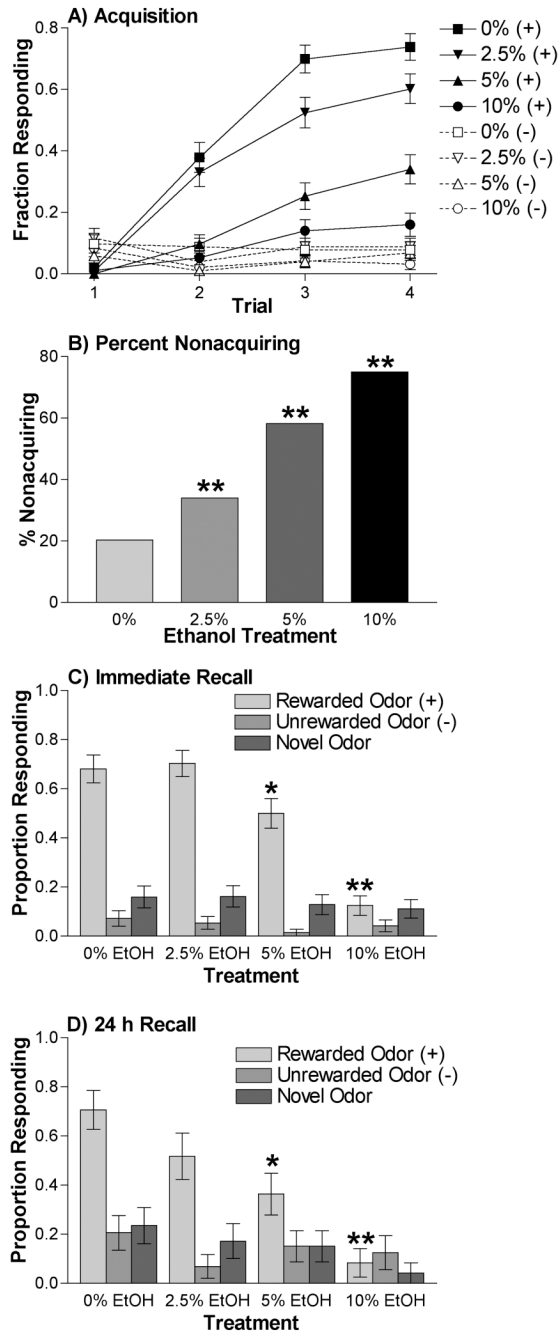 A) Acquisition
Fraction Responding
0.8
0.6
0.4
0.2
0.0
1
2
3
4
Trial
0% (+)
2.5% (+)
5% (+)
10% (+)
0% (-)
2.5% (-)
5% (-)
10% (-)
B) Percent Nonacquiring
% Nonacquiring
80
60
40
20
0
**
**
**
0%
2.5%
5%
10%
Ethanol Treatment
C) Immediate Recall
Proportion Responding
1.0
0.8
0.6
0.4
0.2
0.0
Rewarded Odor (+)
Unrewarded Odor (-)
Novel Odor
*
**
0% EtOH
2.5% EtOH
5% EtOH
10% EtOH
Treatment
D) 24 h Recall
Proportion Responding
1.0
0.8
0.6
0.4
0.2
0.0
Rewarded Odor (+)
Unrewarded Odor (-)
Novel Odor
*
**
0% EtOH
2.5% EtOH
5% EtOH
10% EtOH
Treatment